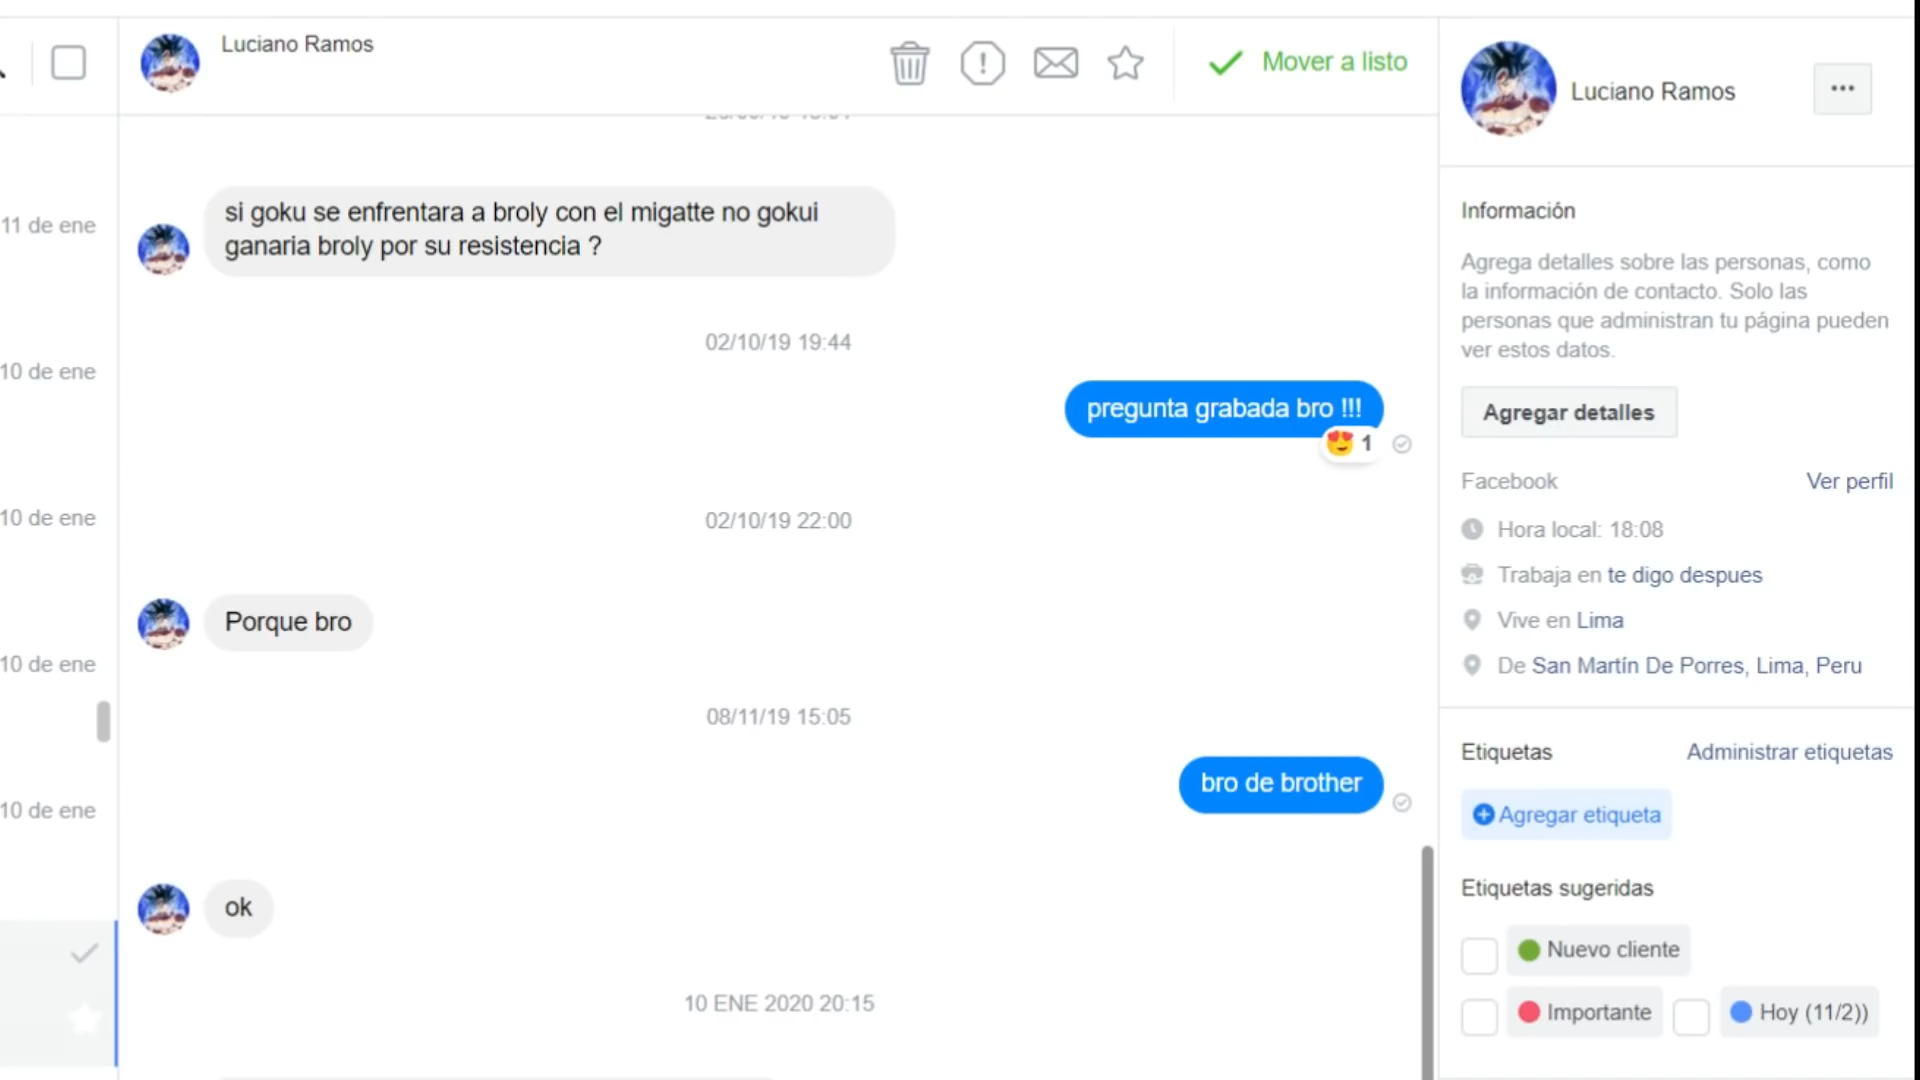 Luciano Ramos
Mover a listo
11 de ene
10 de ene
10 de ene
10 de ene
10 de ene
si goku se enfrentara a broly con el migatte no gokui
ganaria broly por su resistencia ?
02/10/19 19:44
pregunta grabada bro !!!
1
02/10/19 22:00
Porque bro
08/11/19 15:05
bro de brother
ok
10 ENE 2020 20:15
Luciano Ramos
Información
Agrega detalles sobre las personas, como
la información de contacto. Solo las
personas que administran tu página pueden
ver estos datos.
Agregar detalles
Facebook
Ver perfil
Hora local: 18:08
Trabaja en te digo despues
Vive en Lima
De San Martín De Porres, Lima, Peru
Etiquetas
Administrar etiquetas
Agregar etiqueta
Etiquetas sugeridas
Nuevo cliente
Importante
Hoy (11/2))